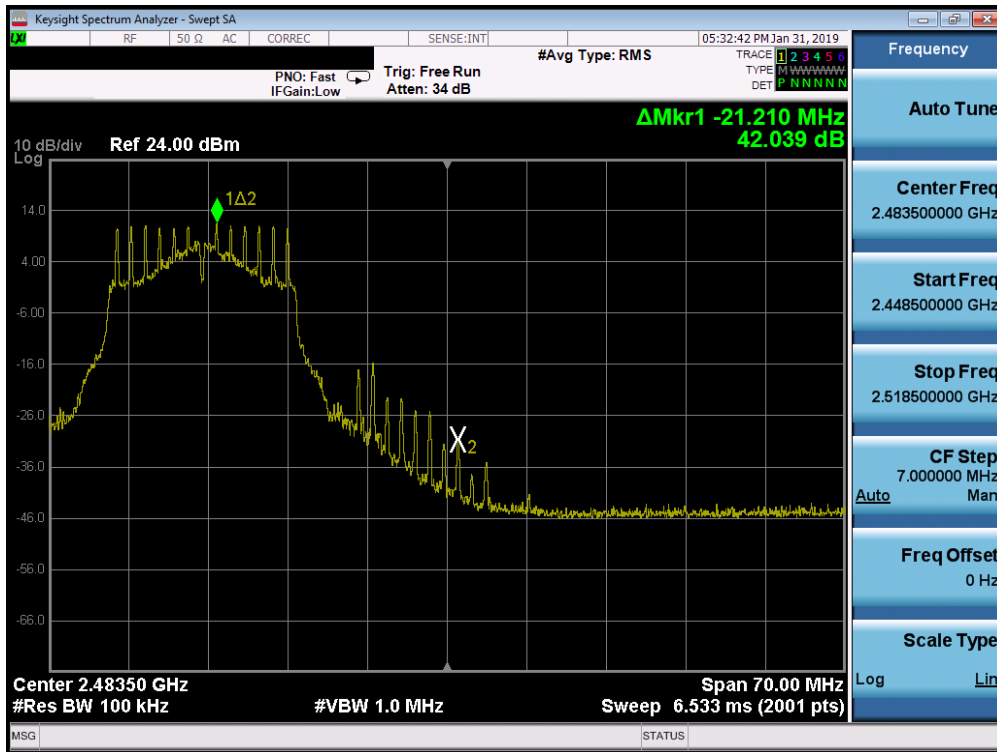 Keysight Spectrum Analyzer - Swept SA
LXI RF 50 Ω AC CORREC SENSE:INT 05:32:42 PM Jan 31, 2019
#Avg Type: RMS
TRACE 1 2 3 4 5 6
PNO: Fast Trig: Free Run
TYPE M WWWWW
IFGain:Low Atten: 34 dB
DET P N N N N N
ΔMkr1 -21.210 MHz
42.039 dB
10 dB/div Ref 24.00 dBm
Log
1Δ2
14.0
4.00
-6.00
-16.0
-26.0
X2
-36.0
-46.0
-56.0
-66.0
Center 2.48350 GHz Span 70.00 MHz
#Res BW 100 kHz #VBW 1.0 MHz Sweep 6.533 ms (2001 pts)
MSG STATUS
Frequency
Auto Tune
Center Freq
2.483500000 GHz
Start Freq
2.448500000 GHz
Stop Freq
2.518500000 GHz
CF Step
7.000000 MHz
Auto Man
Freq Offset
0 Hz
Scale Type
Log Lin